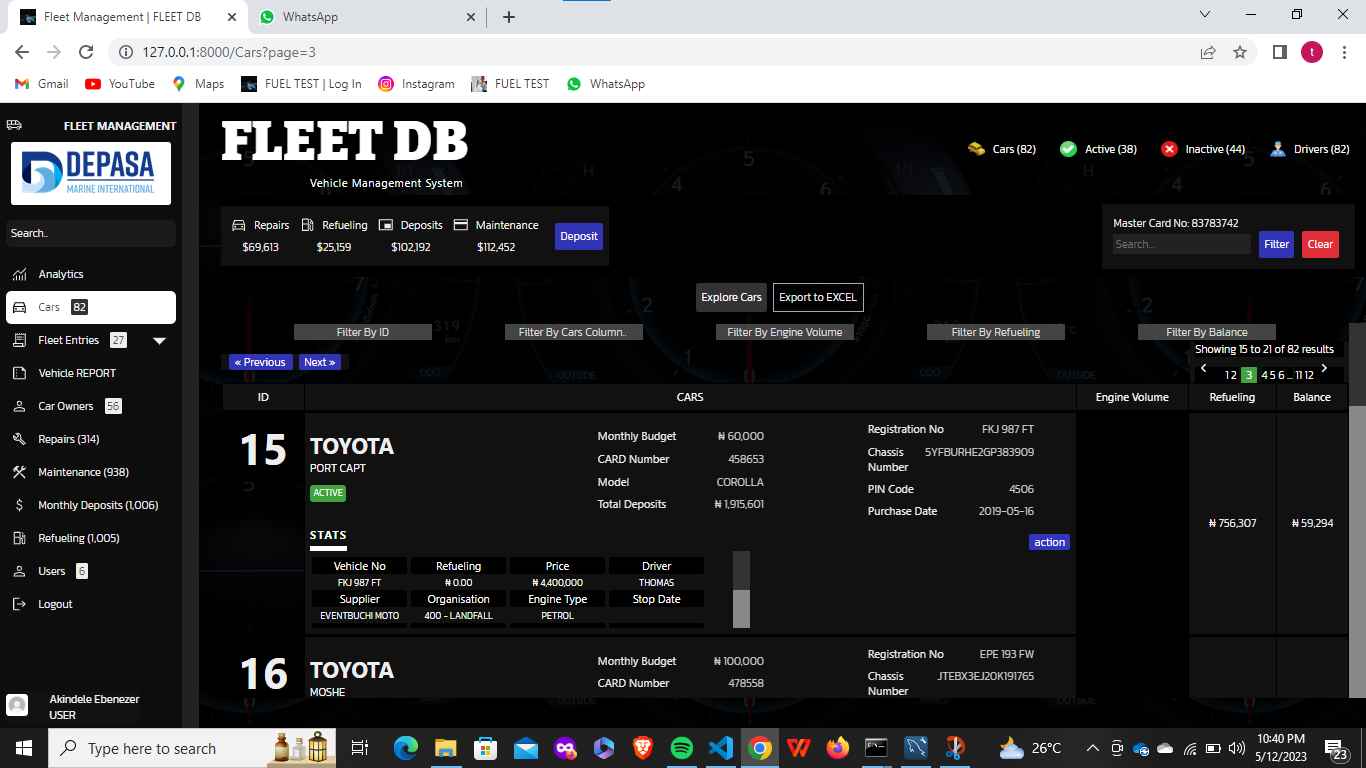 Fleet Management | FLEET DB
WhatsApp
127.0.0.1:8000/Cars?page=3
t
Gmail
YouTube
Maps
FUEL TEST | Log In
Instagram
FUEL TEST
WhatsApp
FLEET MANAGEMENT
DEPASA
MARINE INTERNATIONAL
Search..
Analytics
Cars 82
Fleet Entries 27
Vehicle REPORT
Car Owners 56
Repairs (314)
Maintenance (938)
Monthly Deposits (1,006)
Refueling (1,005)
Users 6
Logout
Akindele Ebenezer
USER
FLEET DB
Vehicle Management System
Cars (82) Active (38) Inactive (44) Drivers (82)
Repairs Refueling Deposits Maintenance
$69,613 $25,159 $102,192 $112,452
Deposit
Master Card No: 83783742
Search... Filter Clear
Explore Cars Export to EXCEL
Filter By ID Filter By Cars Column.. Filter By Engine Volume Filter By Refueling Filter By Balance
« Previous Next »
Showing 15 to 21 of 82 results
1 2 3 4 5 6 ... 11 12
ID CARS Engine Volume Refueling Balance
15
TOYOTA
PORT CAPT
ACTIVE
Monthly Budget ₦ 60,000
CARD Number 458653
Model COROLLA
Total Deposits ₦ 1,915,601
Registration No FKJ 987 FT
Chassis Number 5YFBURHE2GP383909
PIN Code 4506
Purchase Date 2019-05-16
₦ 756,307 ₦ 59,294
action
STATS
Vehicle No Refueling Price Driver
FKJ 987 FT ₦ 0.00 ₦ 4,400,000 THOMAS
Supplier Organisation Engine Type Stop Date
EVENTBUCHI MOTO 400 - LANDFALL PETROL
16
TOYOTA
MOSHE
Monthly Budget ₦ 100,000
CARD Number 478558
Registration No EPE 193 FW
Chassis Number JTEBX3EJ20K191765
Type here to search
26°C
10:40 PM
5/12/2023
23